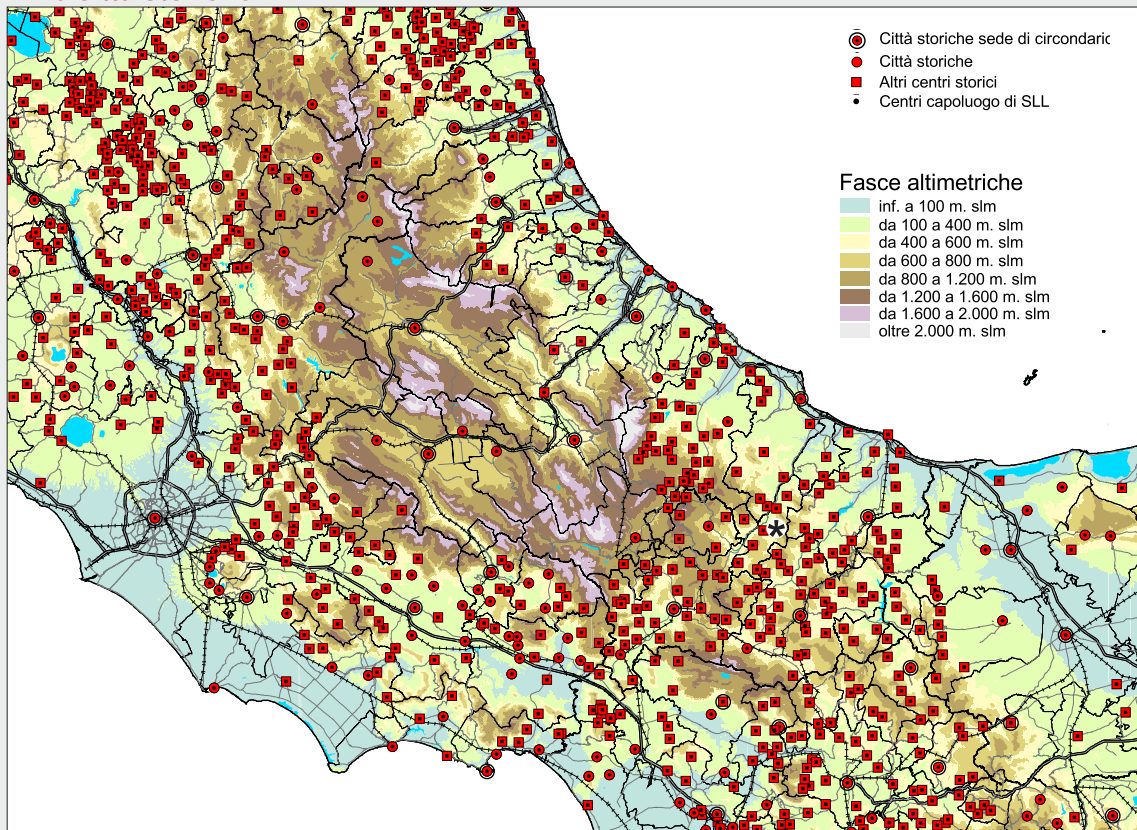 Città storiche sede di circondaric
Città storiche
Altri centri storici
Centri capoluogo di SLL
Fasce altimetriche
inf. a 100 m. slm
da 100 a 400 m. slm
da 400 a 600 m. slm
da 600 a 800 m. slm
da 800 a 1.200 m. slm
da 1.200 a 1.600 m. slm
da 1.600 a 2.000 m. slm
oltre 2.000 m. slm
*